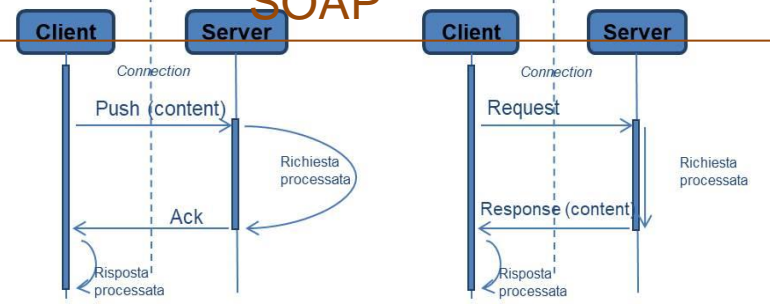 SOAP
Client
Server
Connection
Push (content)
Richiesta
processata
Ack
Risposta
processata
Client
Server
Connection
Request
Richiesta
processata
Response (content)
Risposta
processata